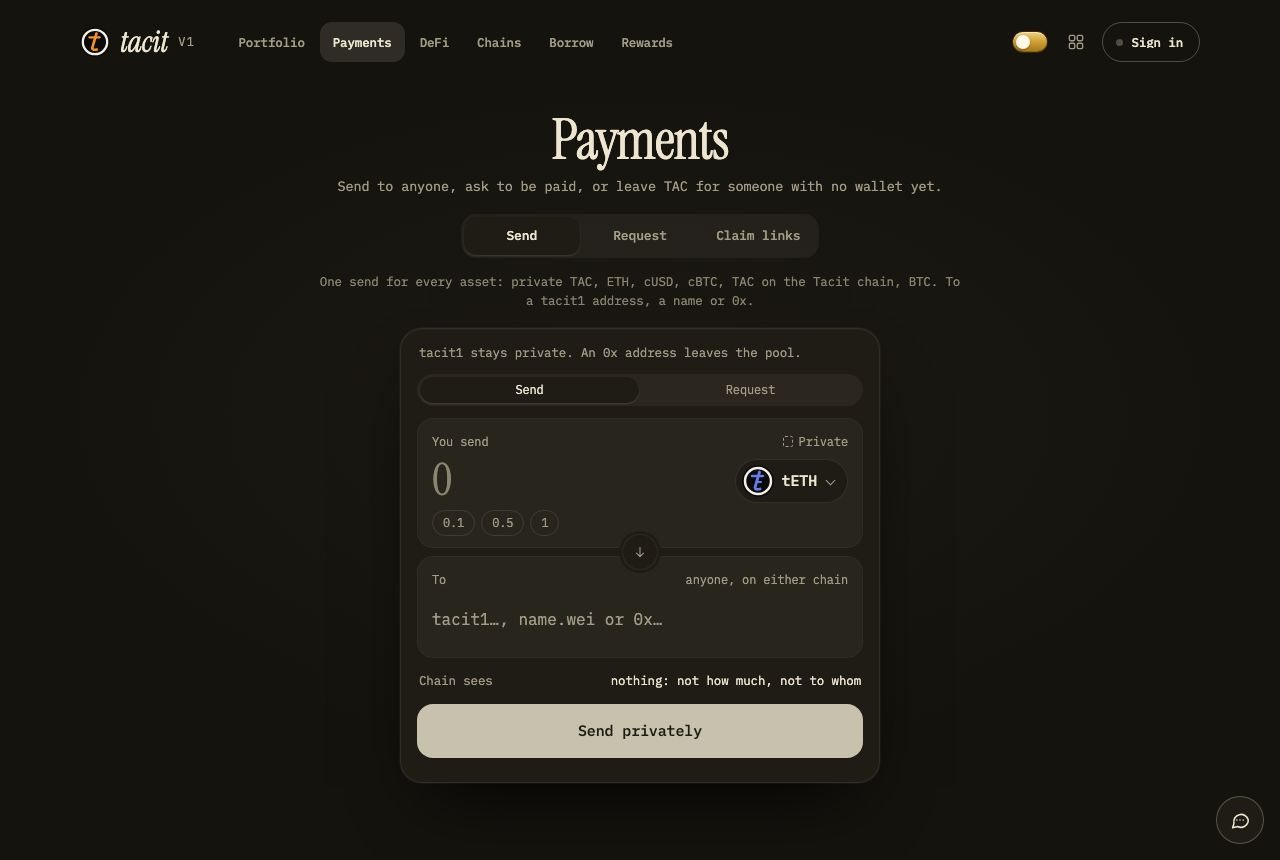 tacit V1
Portfolio
Payments
DeFi
Chains
Borrow
Rewards
Sign in
Payments
Send to anyone, ask to be paid, or leave TAC for someone with no wallet yet.
Send
Request
Claim links
One send for every asset: private TAC, ETH, cUSD, cBTC, TAC on the Tacit chain, BTC. To
a tacit1 address, a name or 0x.
tacit1 stays private. An 0x address leaves the pool.
Send
Request
You send
Private
0
tETH
0.1
0.5
1
To
anyone, on either chain
tacit1…, name.wei or 0x…
Chain sees
nothing: not how much, not to whom
Send privately